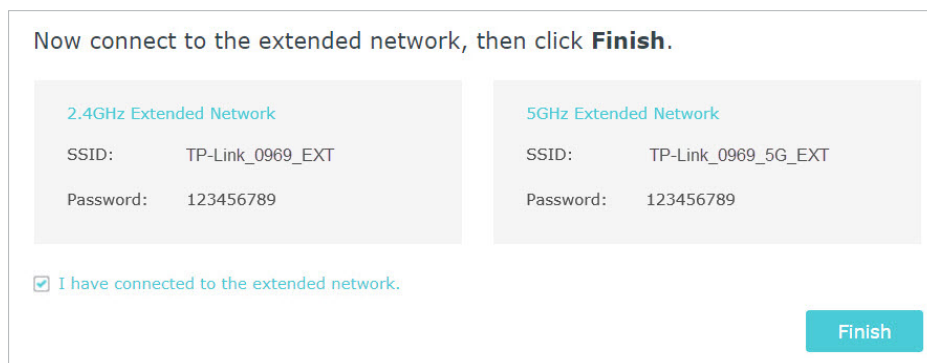 Now connect to the extended network, then click Finish.
2.4GHz Extended Network
SSID: TP-Link_0969_EXT
Password: 123456789
5GHz Extended Network
SSID: TP-Link_0969_5G_EXT
Password: 123456789
I have connected to the extended network.
Finish